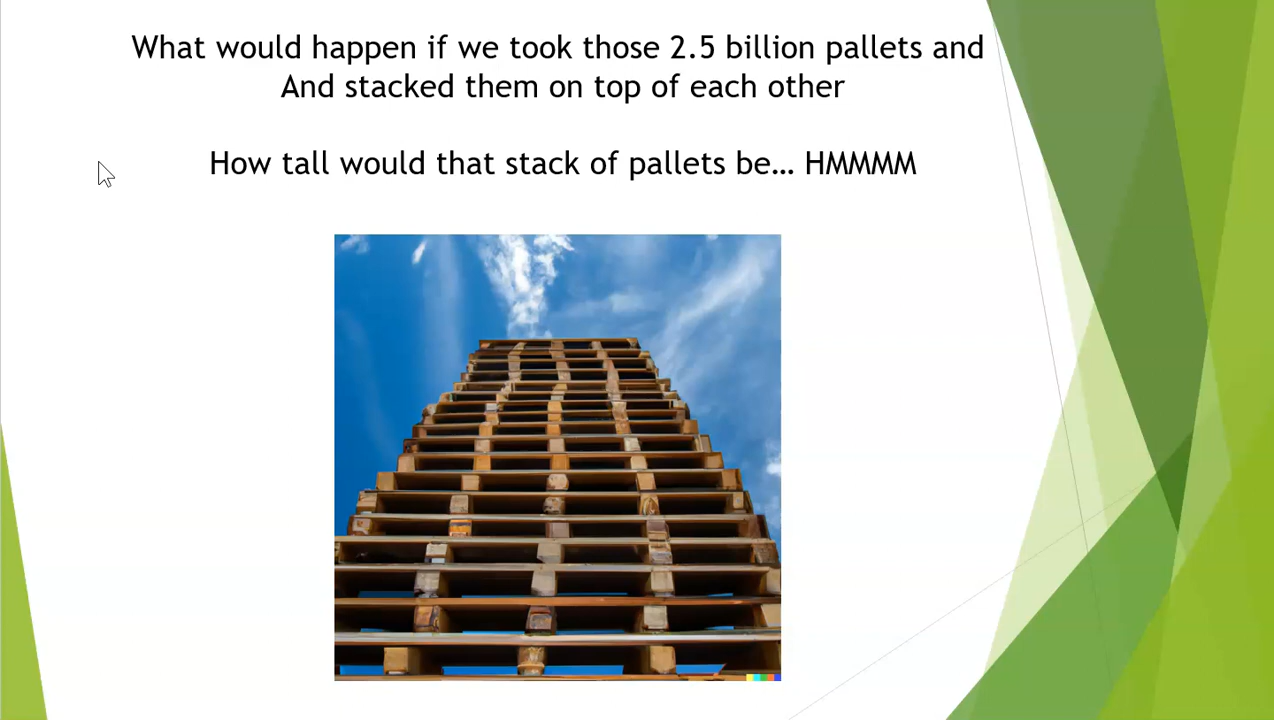 What would happen if we took those 2.5 billion pallets and
And stacked them on top of each other
How tall would that stack of pallets be… HMMMM